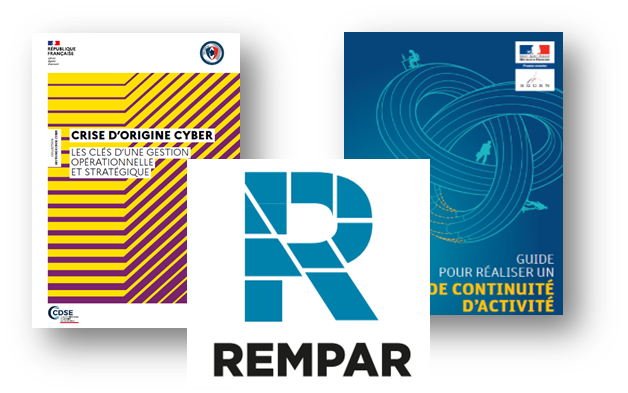 RÉPUBLIQUE
FRANÇAISE
CRISE D'ORIGINE CYBER
LES CLÉS D'UNE GESTION
OPÉRATIONNELLE
ET STRATÉGIQUE
CDSE
SGDSN
GUIDE
POUR RÉALISER UN
DE CONTINUITÉ
D'ACTIVITÉ
REMPAR